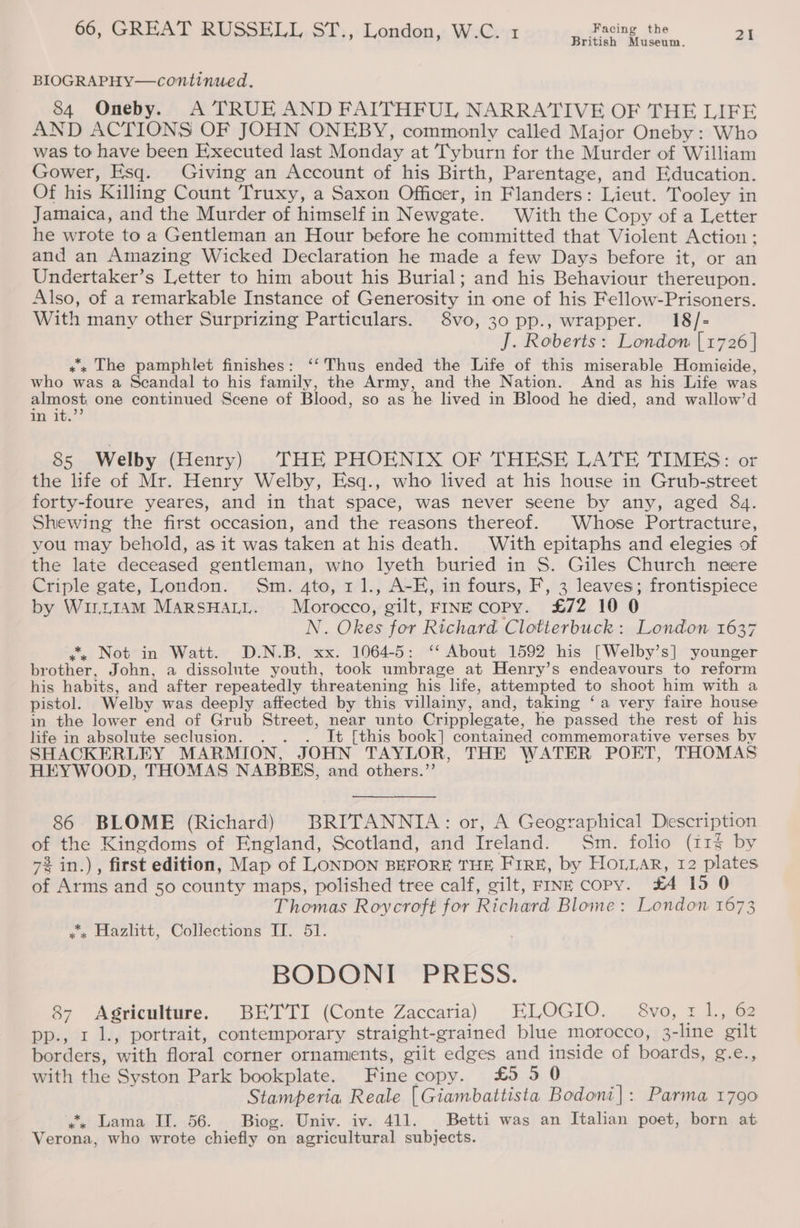 66, GREAT RUSSELL ST., London, W.C. 1 Facing the British Museum. 21
BIOGRAPHY—continued.
84 Oneby. A TRUE AND FAITHFUL NARRATIVE OF THE LIFE
AND ACTIONS OF JOHN ONEBY, commonly called Major Oneby: Who
was to have been Executed last Monday at Tyburn for the Murder of William
Gower, Esq. Giving an Account of his Birth, Parentage, and Education.
Of his Killing Count Truxy, a Saxon Officer, in Flanders: Lieut. Tooley in
Jamaica, and the Murder of himself in Newgate. With the Copy of a Letter
he wrote to a Gentleman an Hour before he committed that Violent Action;
and an Amazing Wicked Declaration he made a few Days before it, or an
Undertaker's Letter to him about his Burial; and his Behaviour thereupon.
Also, of a remarkable Instance of Generosity in one of his Fellow-Prisoners.
With many other Surprizing Particulars. 8vo, 30 pp., wrapper. 18/-
J. Roberts: London [1726]
*** The pamphlet finishes: "Thus ended the Life of this miserable Homicide,
who was a Scandal to his family, the Army, and the Nation. And as his Life was
almost one continued Scene of Blood, so as he lived in Blood he died, and wallow'd
in it."
85 Welby (Henry) THE PHOENIX OF THESE LATE TIMES: or
the life of Mr. Henry Welby, Esq., who lived at his house in Grub-street
forty-foure yeares, and in that space, was never seene by any, aged 84.
Shewing the first occasion, and the reasons thereof. Whose Portracture,
you may behold, as it was taken at his death. With epitaphs and elegies of
the late deceased gentleman, who lyeth buried in S. Giles Church neere
Criple gate, London. Sm. 4to, 1 l., A-E, in fours, F, 3 leaves; frontispiece
by WILLIAM MARSHALL. Morocco, gilt, FINE COPY. £72 10 0
N. Okes for Richard Clotterbuck: London 1637
*** Not in Watt. D.N.B. xx. 1064-5: "About 1592 his [Welby's] younger
brother, John, a dissolute youth, took umbrage at Henry's endeavours to reform
his habits, and after repeatedly threatening his life, attempted to shoot him with a
pistol. Welby was deeply affected by this villainy, and, taking 'a very faire house
in the lower end of Grub Street, near unto Cripplegate, he passed the rest of his
life in absolute seclusion. . . . It [this book] contained commemorative verses by
SHACKERLEY MARMION, JOHN TAYLOR, THE WATER POET, THOMAS
HEYWOOD, THOMAS NABBES, and others."
86 BLOME (Richard) BRITANNIA: or, A Geographical Description
of the Kingdoms of England, Scotland, and Ireland. Sm. folio (11¾ by
7¾ in.), first edition, Map of LONDON BEFORE THE FIRE, by HOLLAR, 12 plates
of Arms and 50 county maps, polished tree calf, gilt, FINE COPY. £4 15 0
Thomas Roycroft for Richard Blome: London 1673
*** Hazlitt, Collections II. 51.
BODONI PRESS.
87 Agriculture. BETTI (Conte Zaccaria) ELOGIO. 8vo, 1 l., 62
pp., 1 l., portrait, contemporary straight-grained blue morocco, 3-line gilt
borders, with floral corner ornaments, gilt edges and inside of boards, g.e.,
with the Syston Park bookplate. Fine copy. £5 5 0
Stamperia Reale [Giambattista Bodoni]: Parma 1790
*** Lama II. 56. Biog. Univ. iv. 411. Betti was an Italian poet, born at
Verona, who wrote chiefly on agricultural subjects.